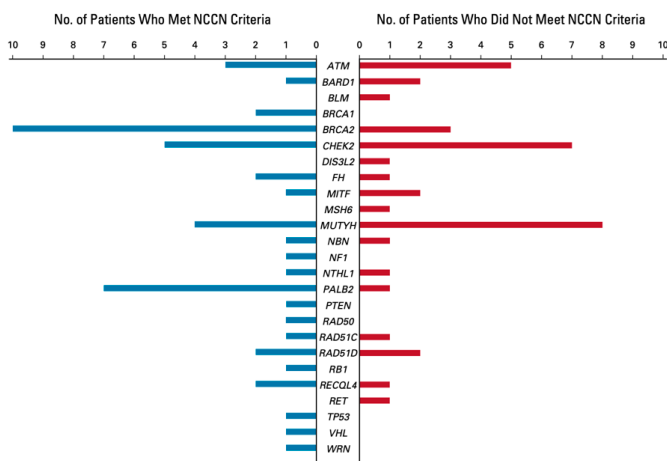 No. of Patients Who Met NCCN Criteria
No. of Patients Who Did Not Meet NCCN Criteria
10 9 8 7 6 5 4 3 2 1 0
0 1 2 3 4 5 6 7 8 9 10
ATM
BARD1
BLM
BRCA1
BRCA2
CHEK2
DIS3L2
FH
MITF
MSH6
MUTYH
NBN
NF1
NTHL1
PALB2
PTEN
RAD50
RAD51C
RAD51D
RB1
RECQL4
RET
TP53
VHL
WRN